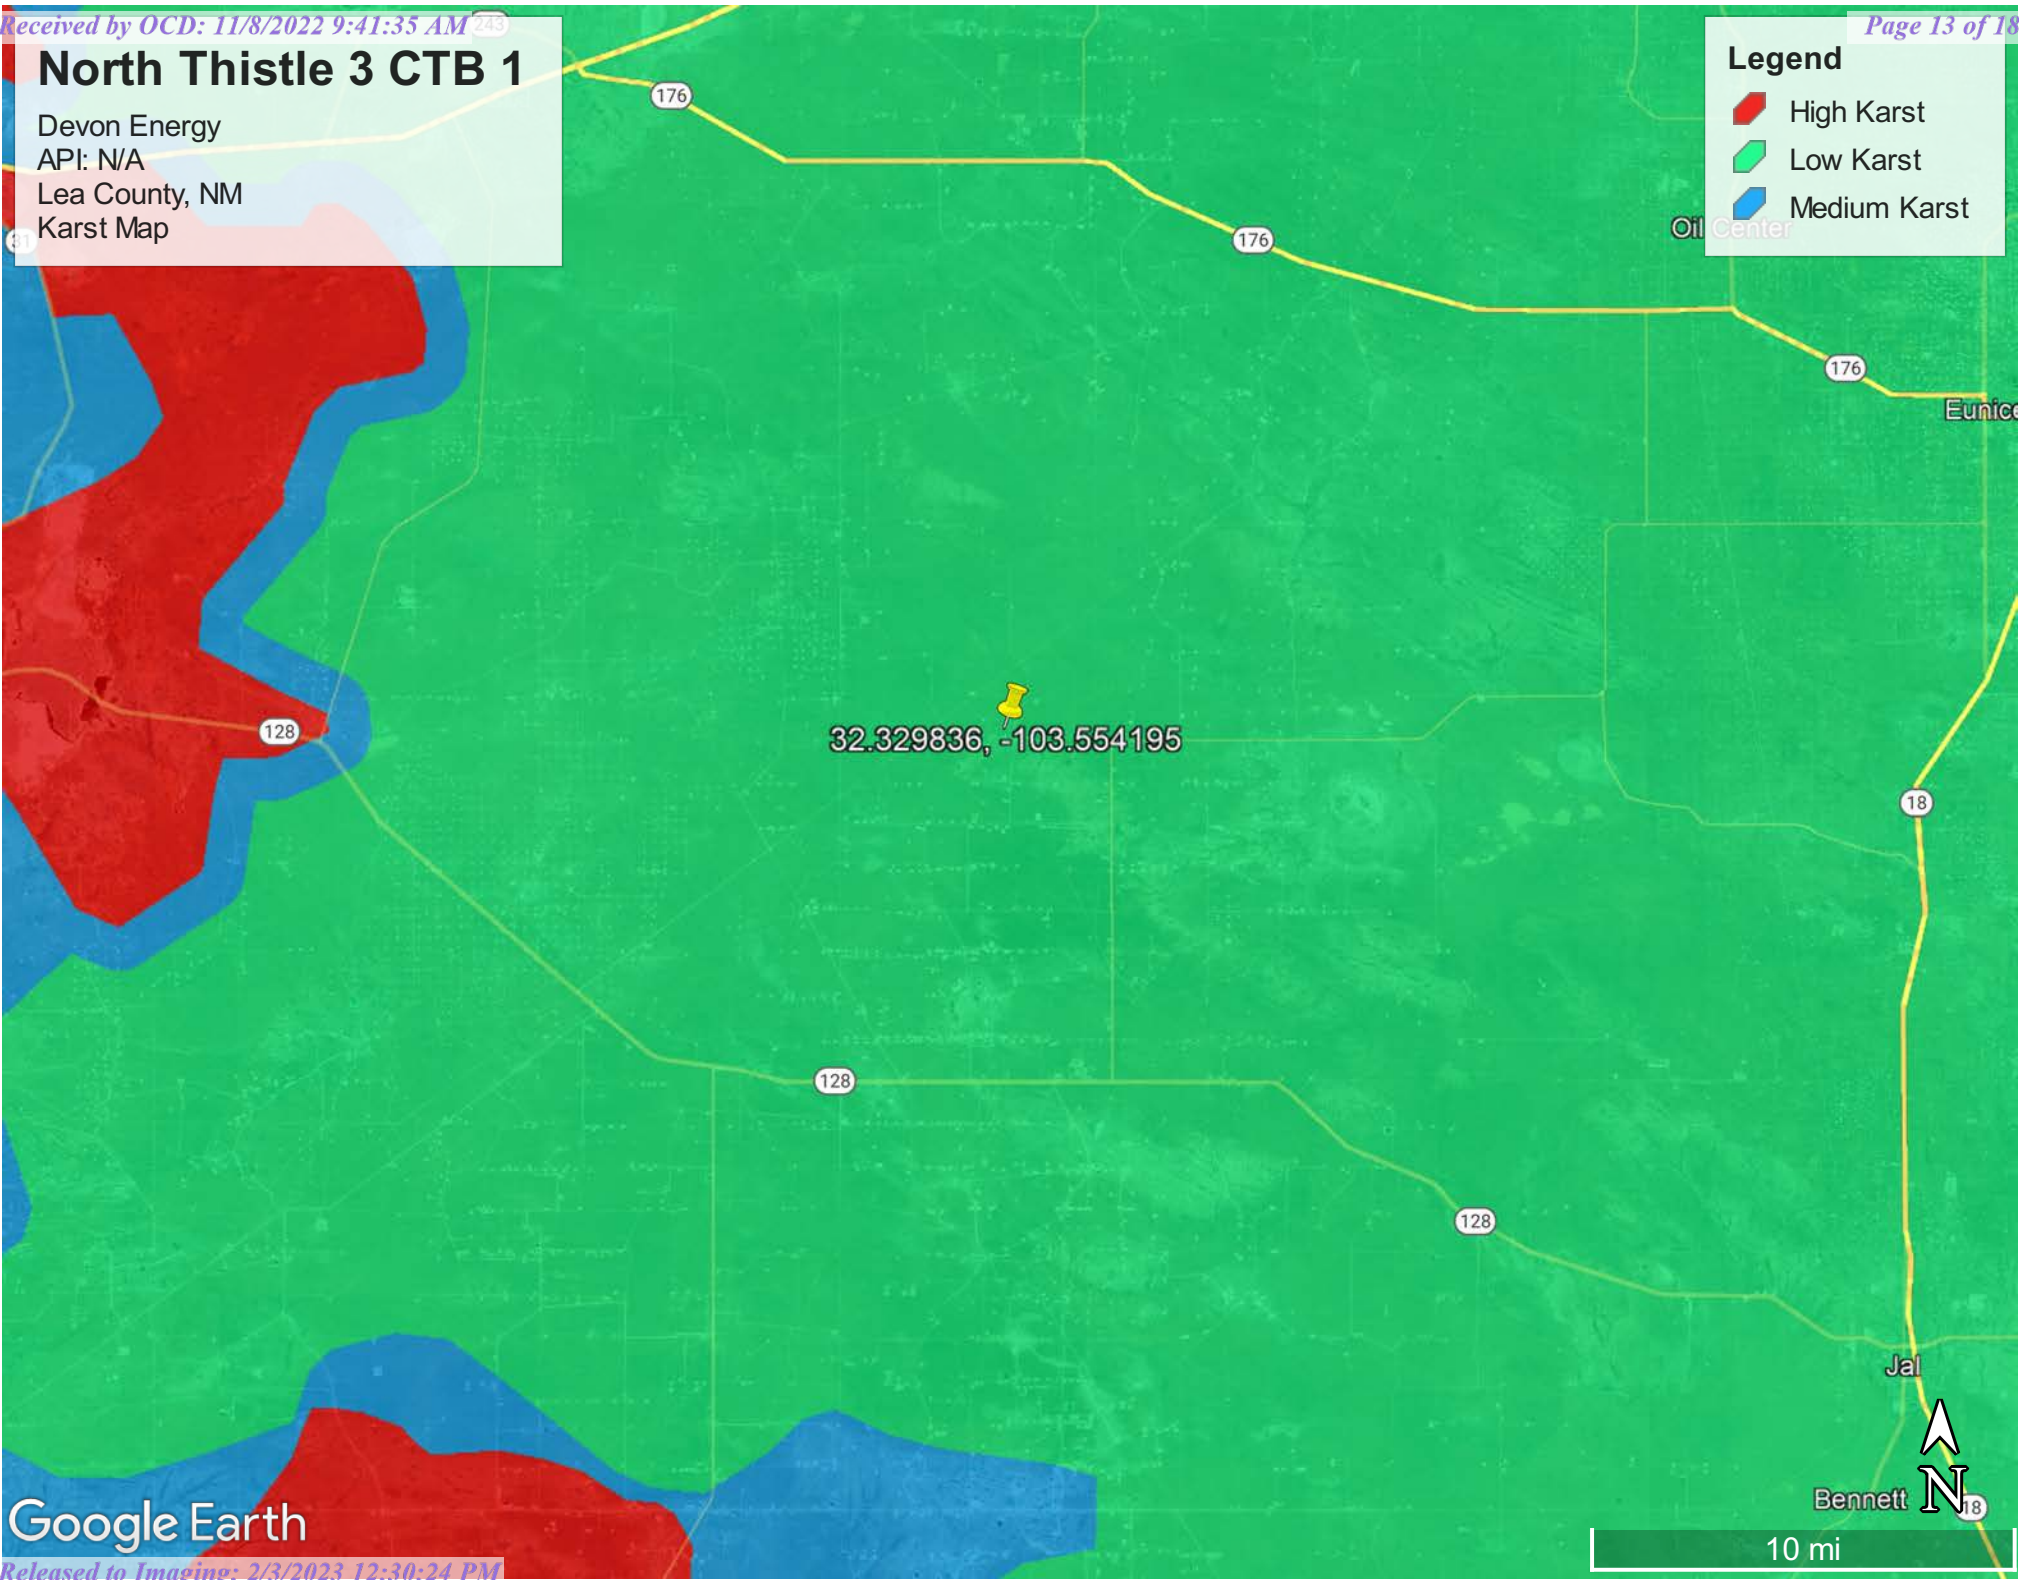 Received by OCD: 11/8/2022 9:41:35 AM
Page 13 of 18
243
North Thistle 3 CTB 1
Devon Energy
API: N/A
Lea County, NM
Karst Map
Legend
High Karst
Low Karst
Medium Karst
176
31
176
Oil Center
176
Eunice
128
32.329836, -103.554195
18
128
128
Jal
Bennett
N
18
Google Earth
10 mi
Released to Imaging: 2/3/2023 12:30:24 PM